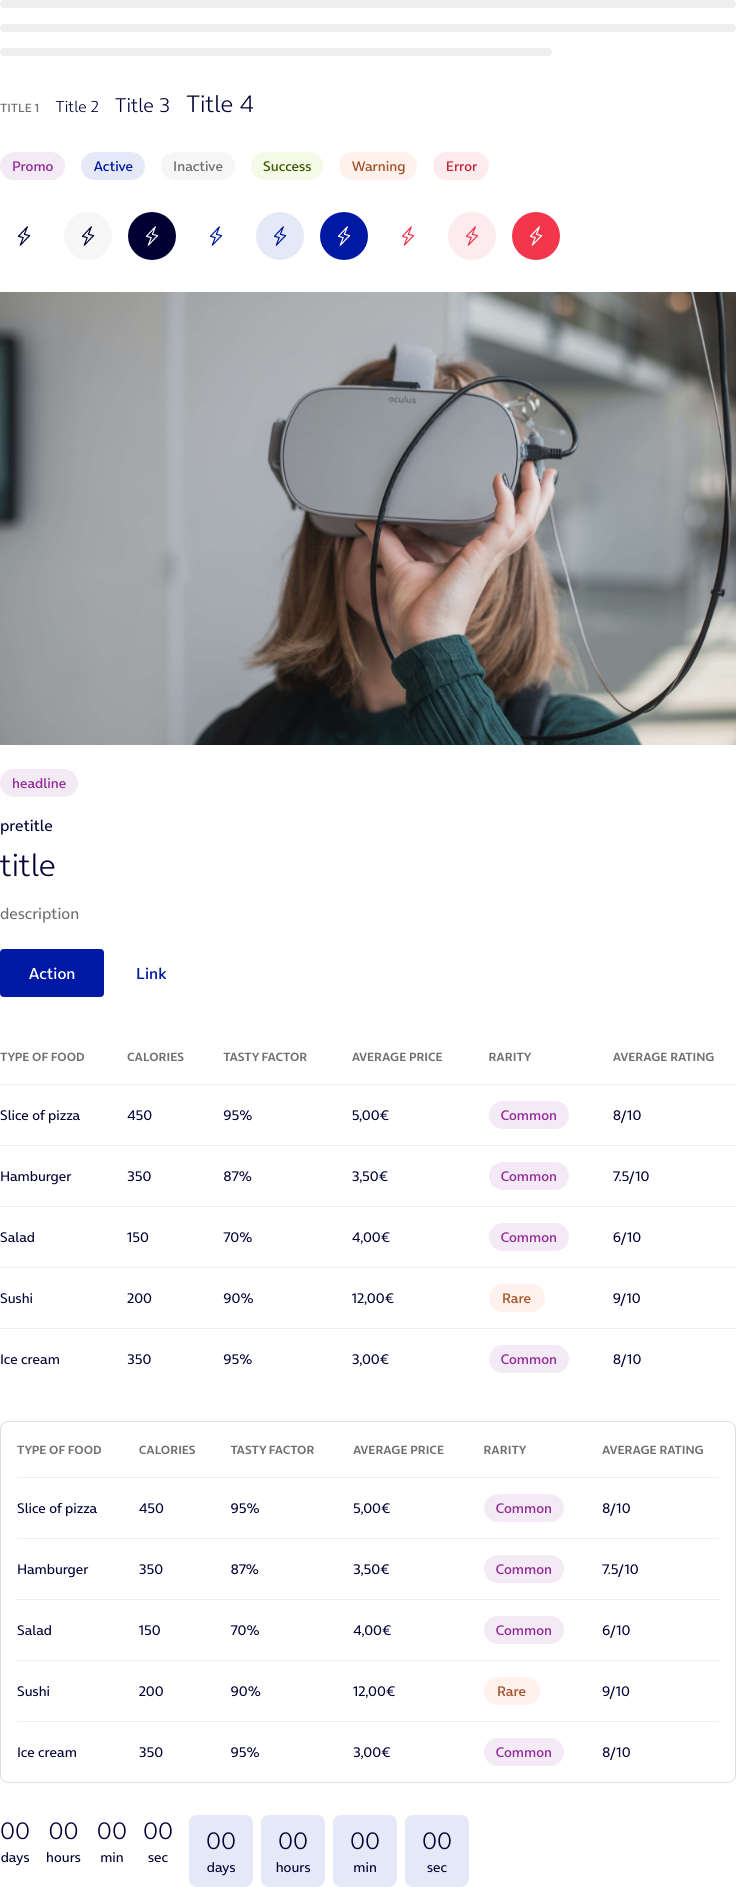 TITLE 1 Title 2 Title 3 Title 4
Promo Active Inactive Success Warning Error
oculus
headline
pretitle
title
description
Action Link
TYPE OF FOOD CALORIES TASTY FACTOR AVERAGE PRICE RARITY AVERAGE RATING
Slice of pizza 450 95% 5,00€ Common 8/10
Hamburger 350 87% 3,50€ Common 7.5/10
Salad 150 70% 4,00€ Common 6/10
Sushi 200 90% 12,00€ Rare 9/10
Ice cream 350 95% 3,00€ Common 8/10
TYPE OF FOOD CALORIES TASTY FACTOR AVERAGE PRICE RARITY AVERAGE RATING
Slice of pizza 450 95% 5,00€ Common 8/10
Hamburger 350 87% 3,50€ Common 7.5/10
Salad 150 70% 4,00€ Common 6/10
Sushi 200 90% 12,00€ Rare 9/10
Ice cream 350 95% 3,00€ Common 8/10
00 00 00 00 00 00 00 00
days hours min sec days hours min sec